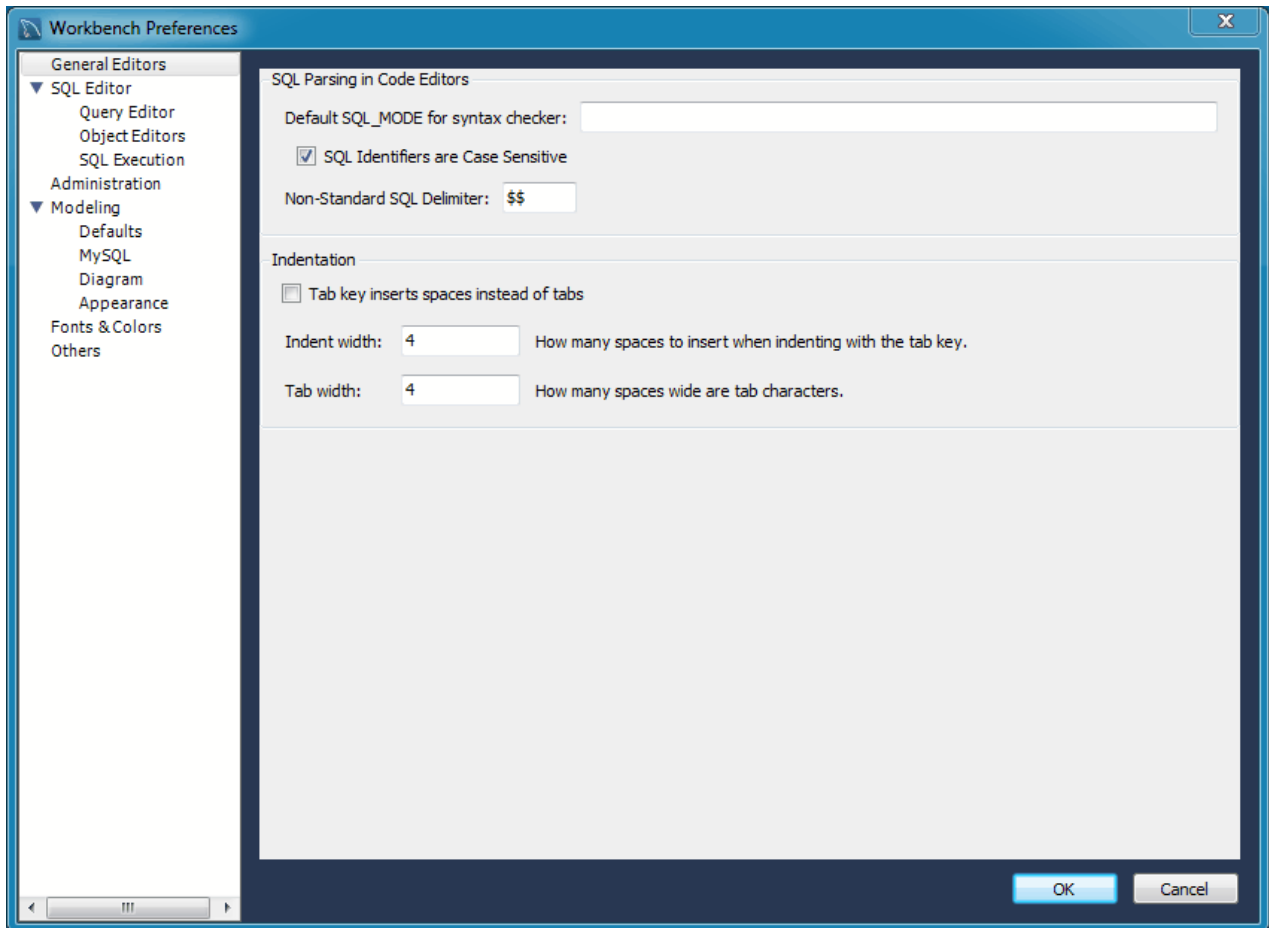 Workbench Preferences
General Editors
SQL Editor
Query Editor
Object Editors
SQL Execution
Administration
Modeling
Defaults
MySQL
Diagram
Appearance
Fonts & Colors
Others
SQL Parsing in Code Editors
Default SQL_MODE for syntax checker:
SQL Identifiers are Case Sensitive
Non-Standard SQL Delimiter: $$
Indentation
Tab key inserts spaces instead of tabs
Indent width: 4 How many spaces to insert when indenting with the tab key.
Tab width: 4 How many spaces wide are tab characters.
OK Cancel